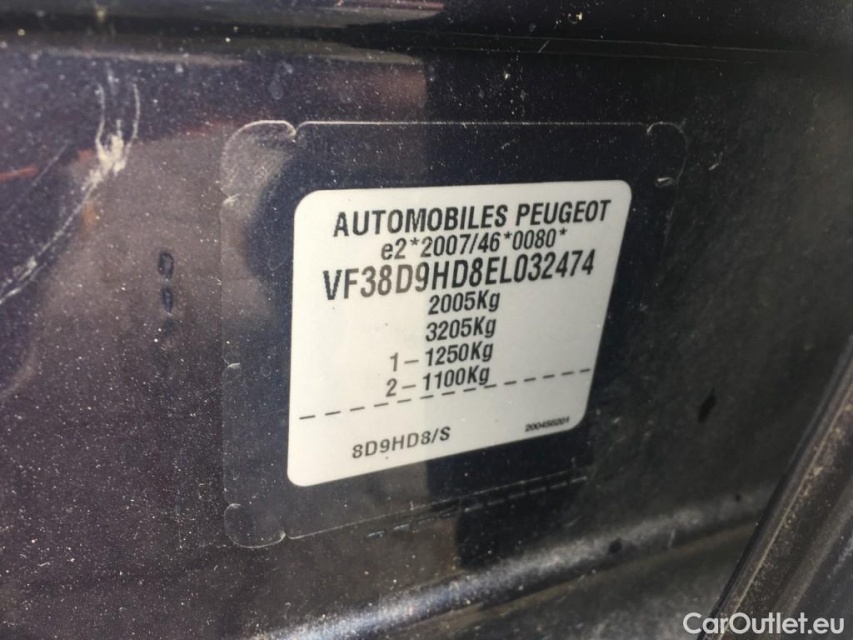 AUTOMOBILES PEUGEOT
e2*2007/46*0080*
VF38D9HD8EL032474
2005Kg
3205Kg
1-1250Kg
2-1100Kg
8D9HD8/S
CarOutlet.eu